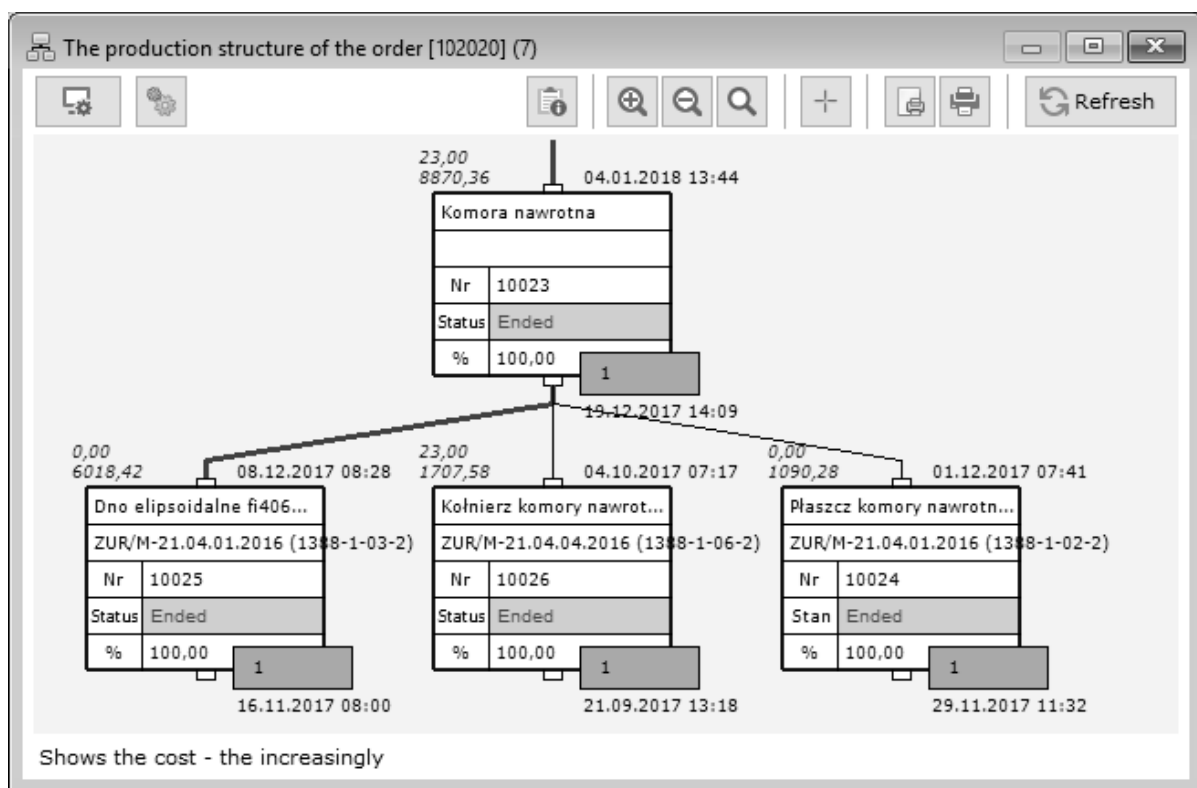 The production structure of the order [102020] (7)
Refresh
23,00
8870,36
04.01.2018 13:44
Komora nawrotna
Nr 10023
Status Ended
% 100,00
1
19.12.2017 14:09
0,00
6018,42
08.12.2017 08:28
23,00
1707,58
04.10.2017 07:17
0,00
1090,28
01.12.2017 07:41
Dno elipsoidalne fi406...
ZUR/M-21.04.01.2016 (1388-1-03-2)
Nr 10025
Status Ended
% 100,00
1
16.11.2017 08:00
Kołnierz komory nawrot...
ZUR/M-21.04.04.2016 (1388-1-06-2)
Nr 10026
Status Ended
% 100,00
1
21.09.2017 13:18
Płaszcz komory nawrotn...
ZUR/M-21.04.01.2016 (1388-1-02-2)
Nr 10024
Stan Ended
% 100,00
1
29.11.2017 11:32
Shows the cost - the increasingly